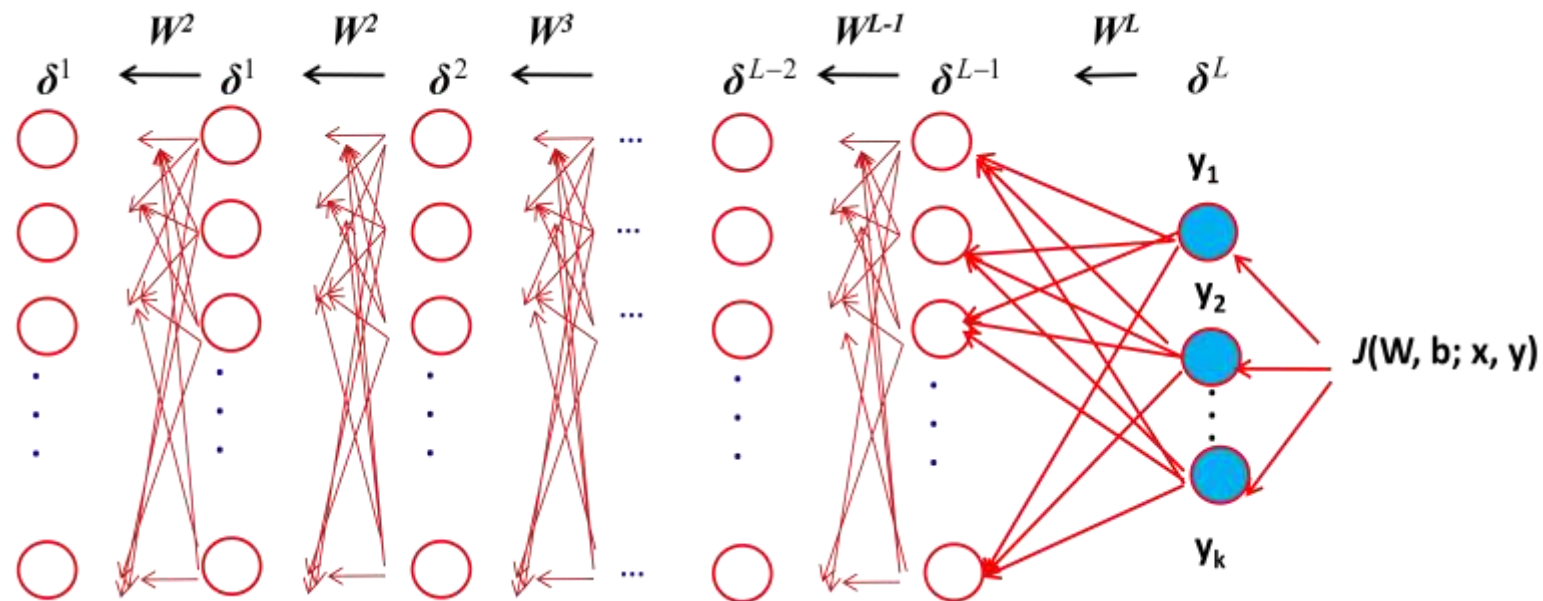 W² W² W³ W^{L-1} W^L
δ¹ δ¹ δ² δ^{L−2} δ^{L−1} δ^L
...
y₁
...
y₂
...
J(W, b; x, y)
y_k
...